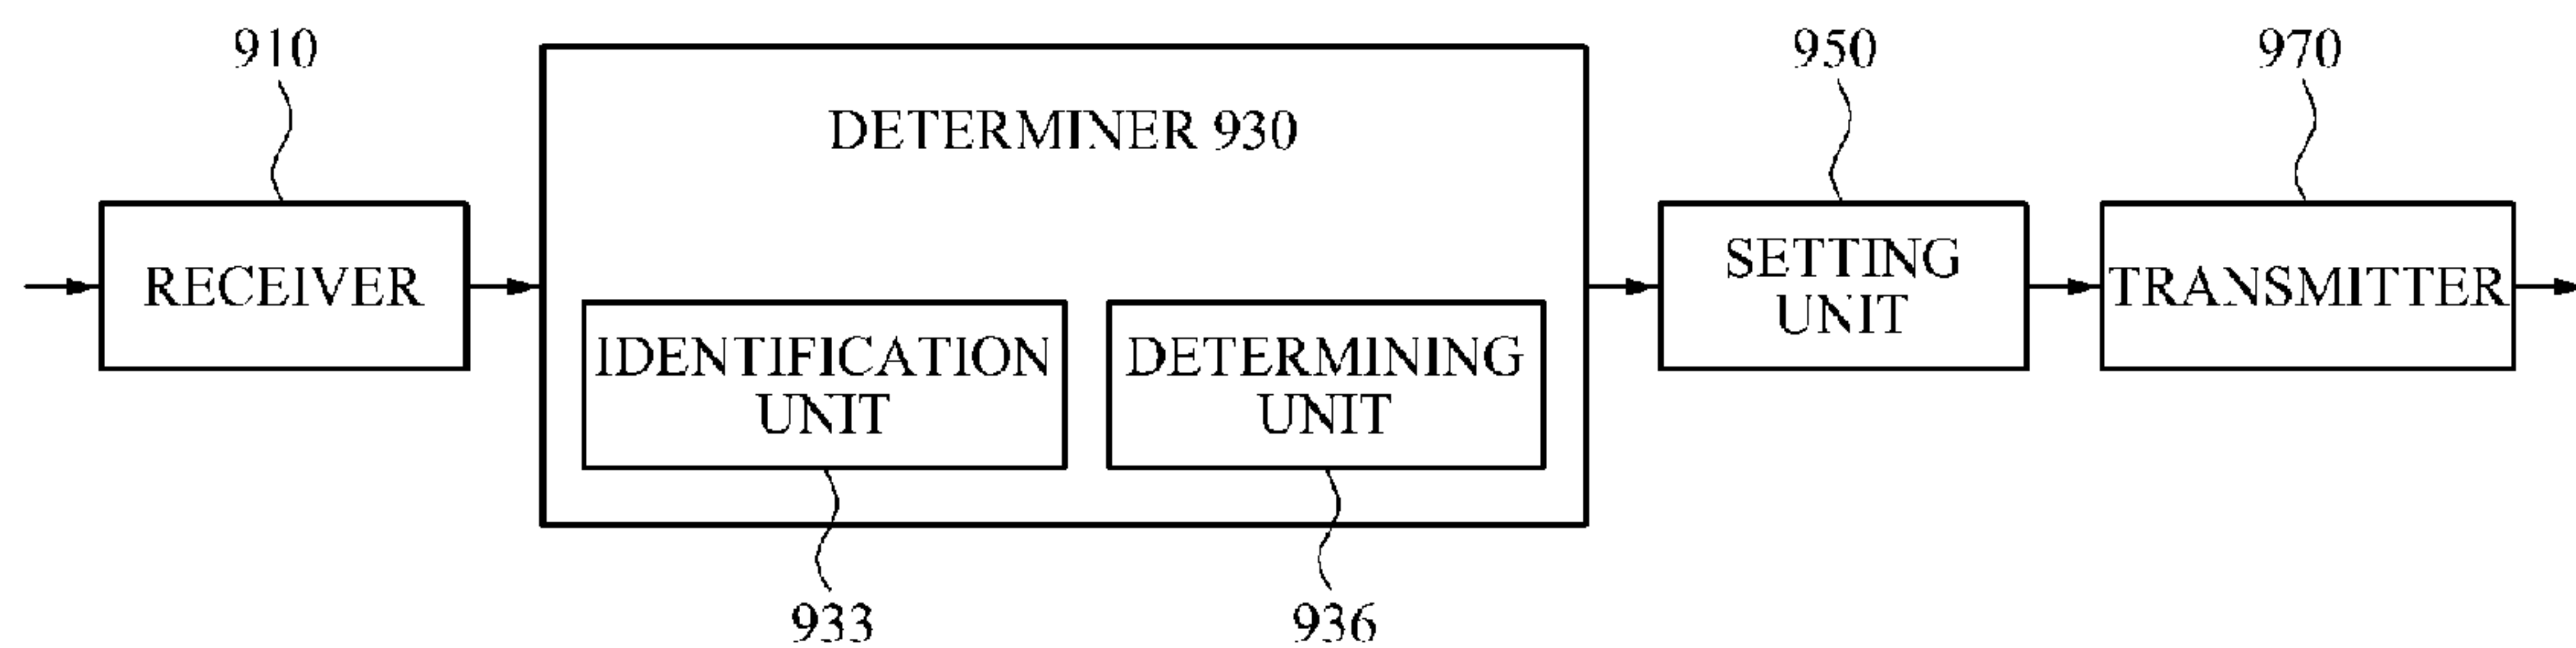 910
950
970
DETERMINER 930
RECEIVER
SETTING
UNIT
TRANSMITTER
IDENTIFICATION
UNIT
DETERMINING
UNIT
933
936